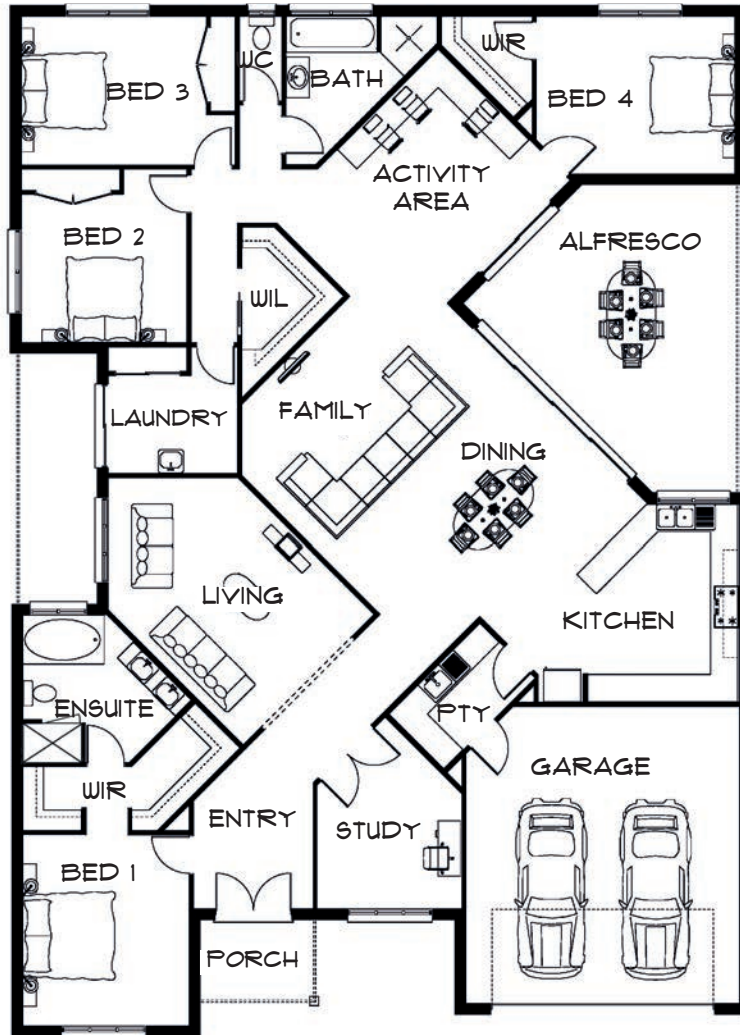 WC
WIR
BED 3
BATH
BED 4
ACTIVITY
AREA
BED 2
ALFRESCO
WIL
FAMILY
LAUNDRY
DINING
LIVING
KITCHEN
ENSUITE
PTY
WIR
GARAGE
ENTRY
STUDY
BED 1
PORCH